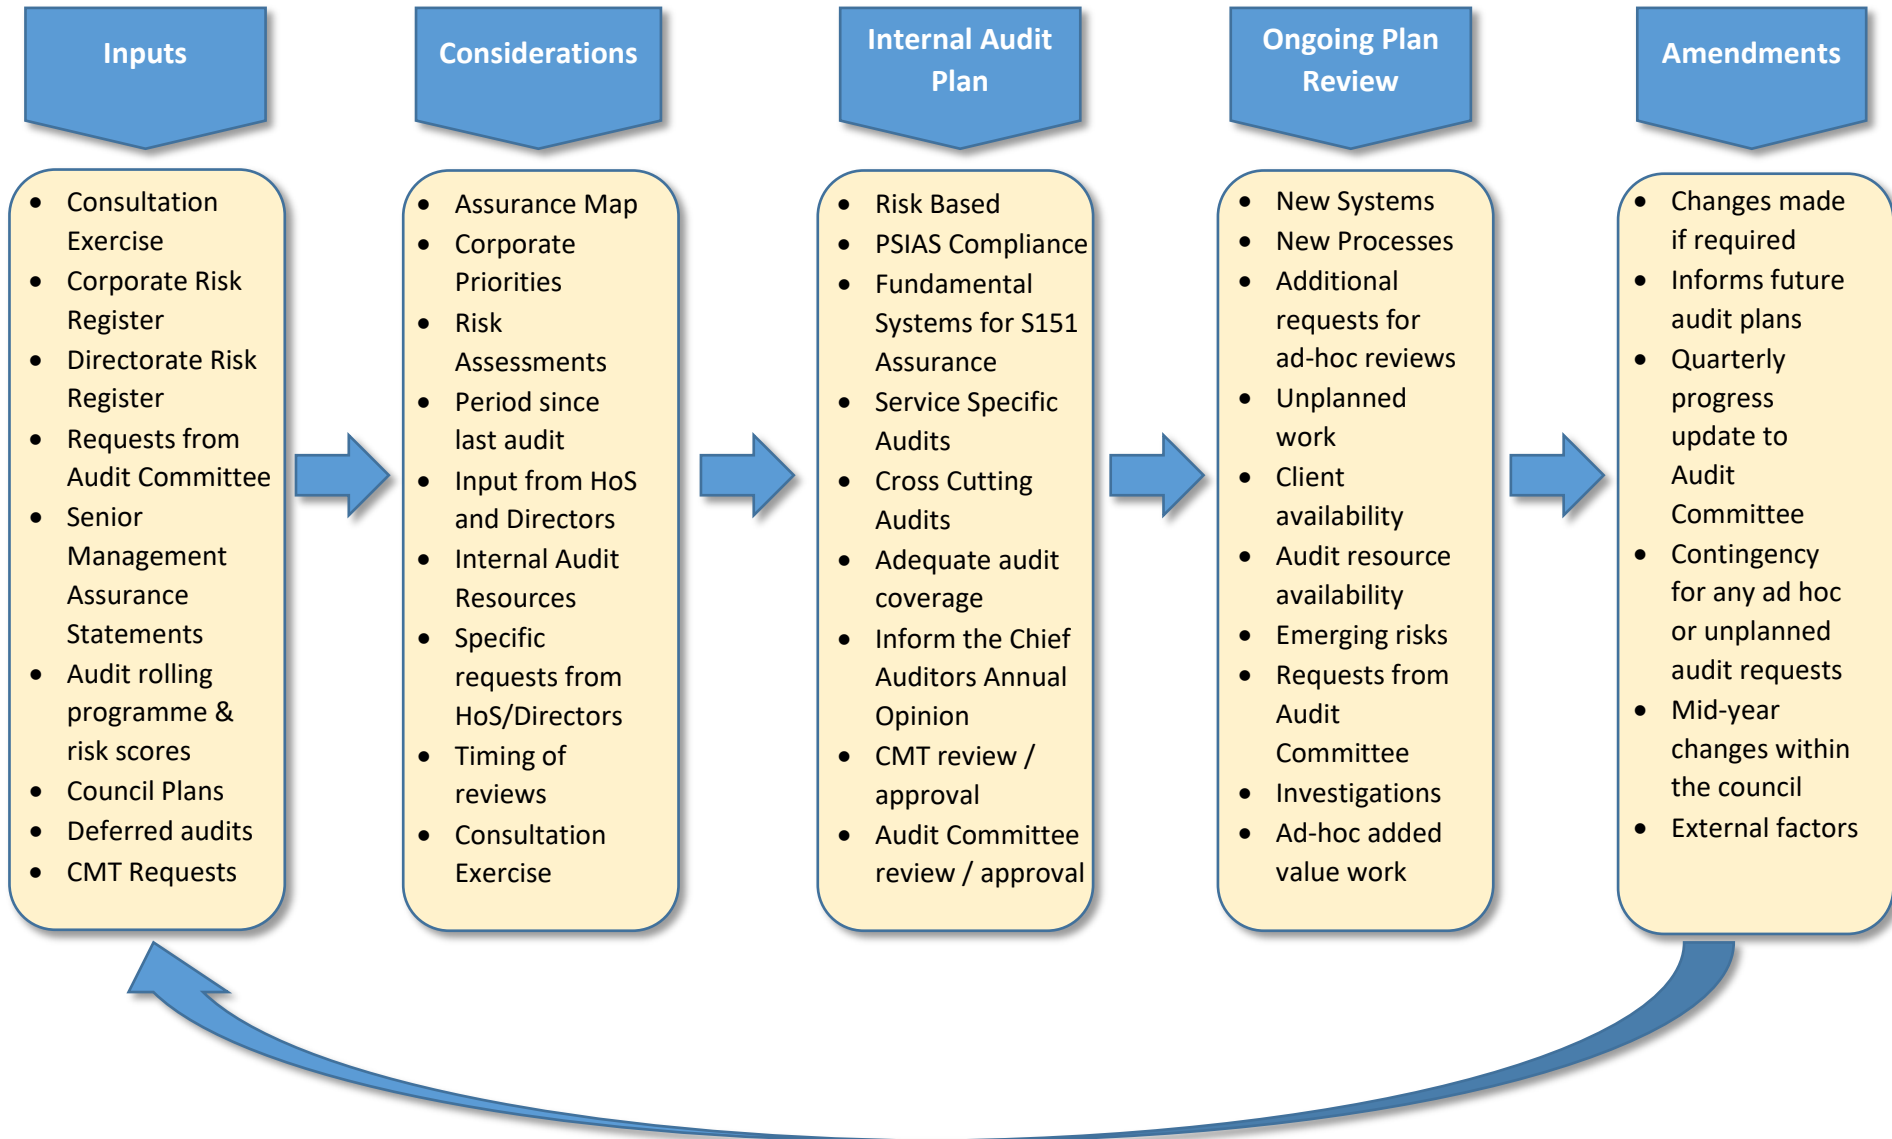 Inputs
Consultation
Exercise
Corporate Risk
Register
Directorate Risk
Register
Requests from
Audit Committee
Senior
Management
Assurance
Statements
Audit rolling
programme &
risk scores
Council Plans
Deferred audits
CMT Requests
Considerations
Assurance Map
Corporate
Priorities
Risk
Assessments
Period since
last audit
Input from HoS
and Directors
Internal Audit
Resources
Specific
requests from
HoS/Directors
Timing of
reviews
Consultation
Exercise
Internal Audit
Plan
Risk Based
PSIAS Compliance
Fundamental
Systems for S151
Assurance
Service Specific
Audits
Cross Cutting
Audits
Adequate audit
coverage
Inform the Chief
Auditors Annual
Opinion
CMT review /
approval
Audit Committee
review / approval
Ongoing Plan
Review
New Systems
New Processes
Additional
requests for
ad-hoc reviews
Unplanned
work
Client
availability
Audit resource
availability
Emerging risks
Requests from
Audit
Committee
Investigations
Ad-hoc added
value work
Amendments
Changes made
if required
Informs future
audit plans
Quarterly
progress
update to
Audit
Committee
Contingency
for any ad hoc
or unplanned
audit requests
Mid-year
changes within
the council
External factors